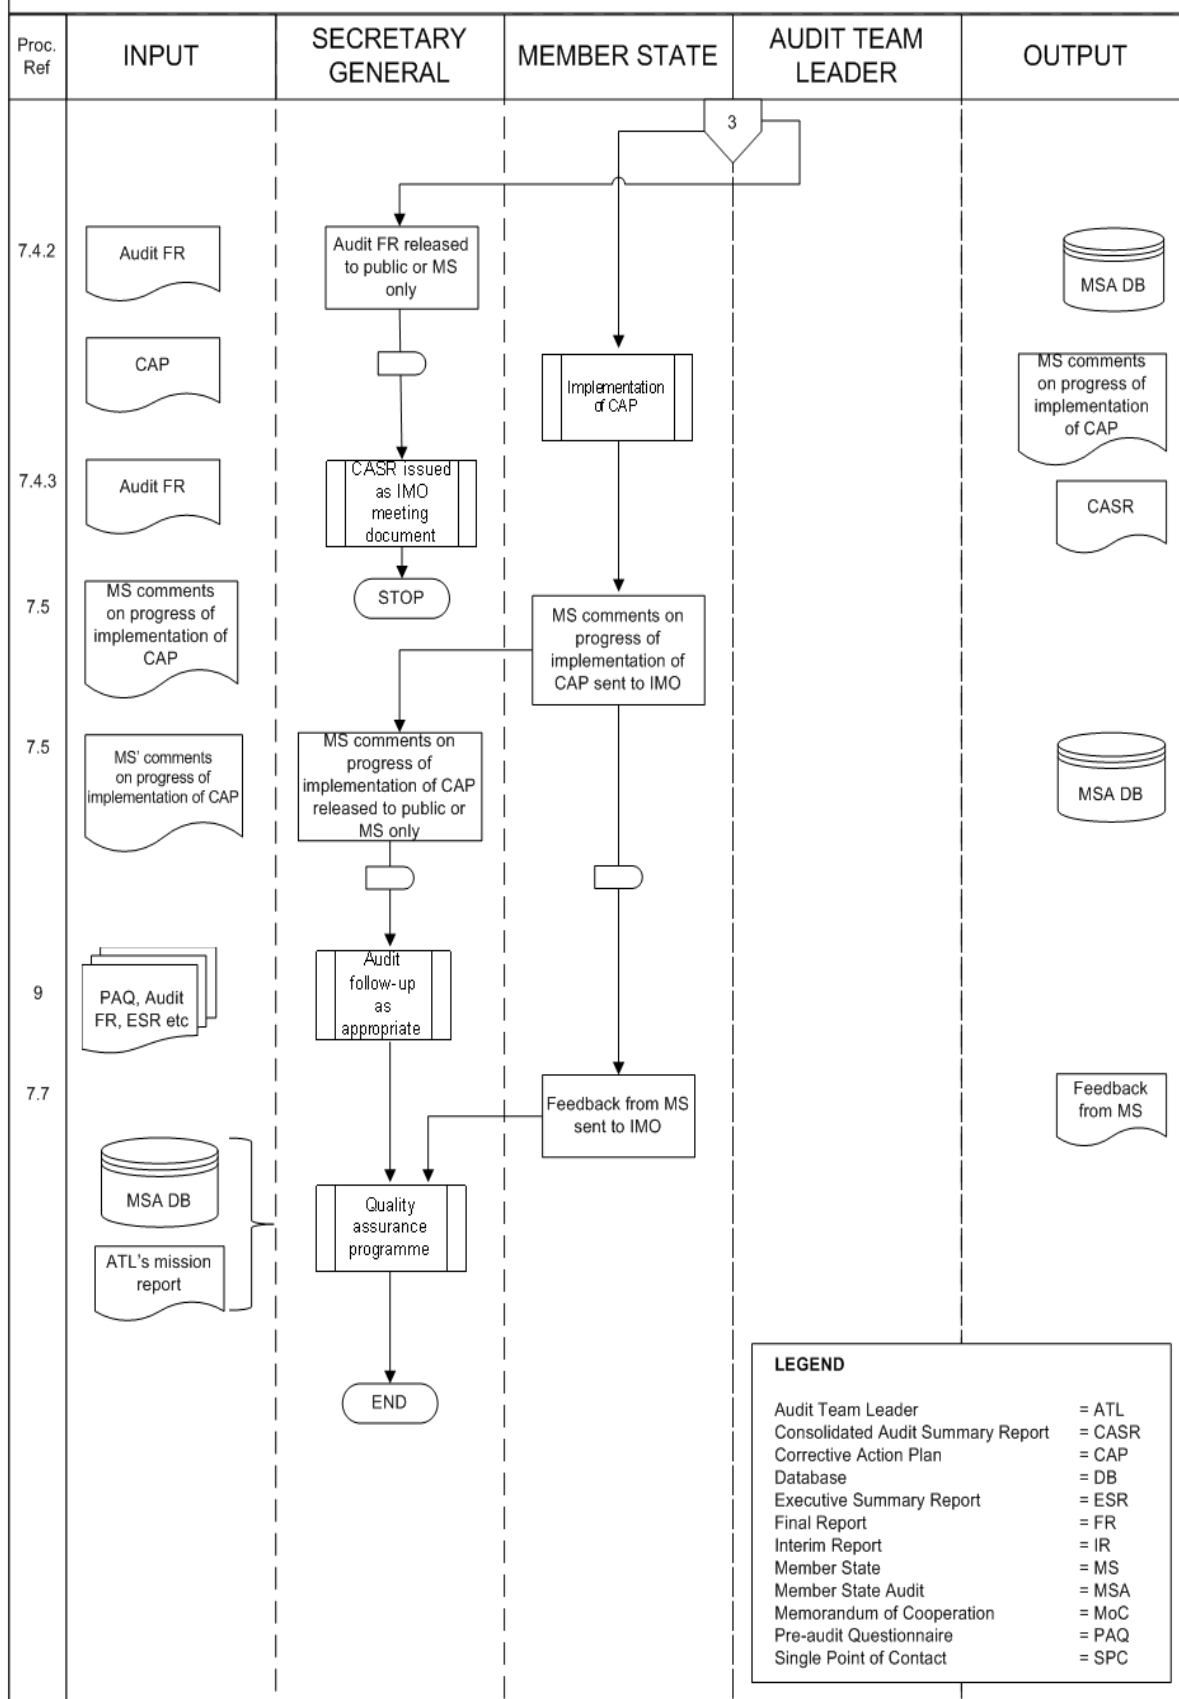 Proc.
Ref
INPUT
SECRETARY
GENERAL
MEMBER STATE
AUDIT TEAM
LEADER
OUTPUT
3
7.4.2
Audit FR
Audit FR released
to public or MS
only
MSA DB
CAP
Implementation
of CAP
MS comments
on progress of
implementation
of CAP
7.4.3
Audit FR
CASR issued
as IMO
meeting
document
CASR
STOP
7.5
MS comments
on progress of
implementation of
CAP
MS comments on
progress of
implementation of
CAP sent to IMO
7.5
MS' comments
on progress of
implementation of CAP
MS comments on
progress of
implementation of CAP
released to public or
MS only
MSA DB
9
PAQ, Audit
FR, ESR etc
Audit
follow-up
as
appropriate
7.7
Feedback from MS
sent to IMO
Feedback
from MS
MSA DB
ATL's mission
report
Quality
assurance
programme
END
LEGEND
Audit Team Leader = ATL
Consolidated Audit Summary Report = CASR
Corrective Action Plan = CAP
Database = DB
Executive Summary Report = ESR
Final Report = FR
Interim Report = IR
Member State = MS
Member State Audit = MSA
Memorandum of Cooperation = MoC
Pre-audit Questionnaire = PAQ
Single Point of Contact = SPC